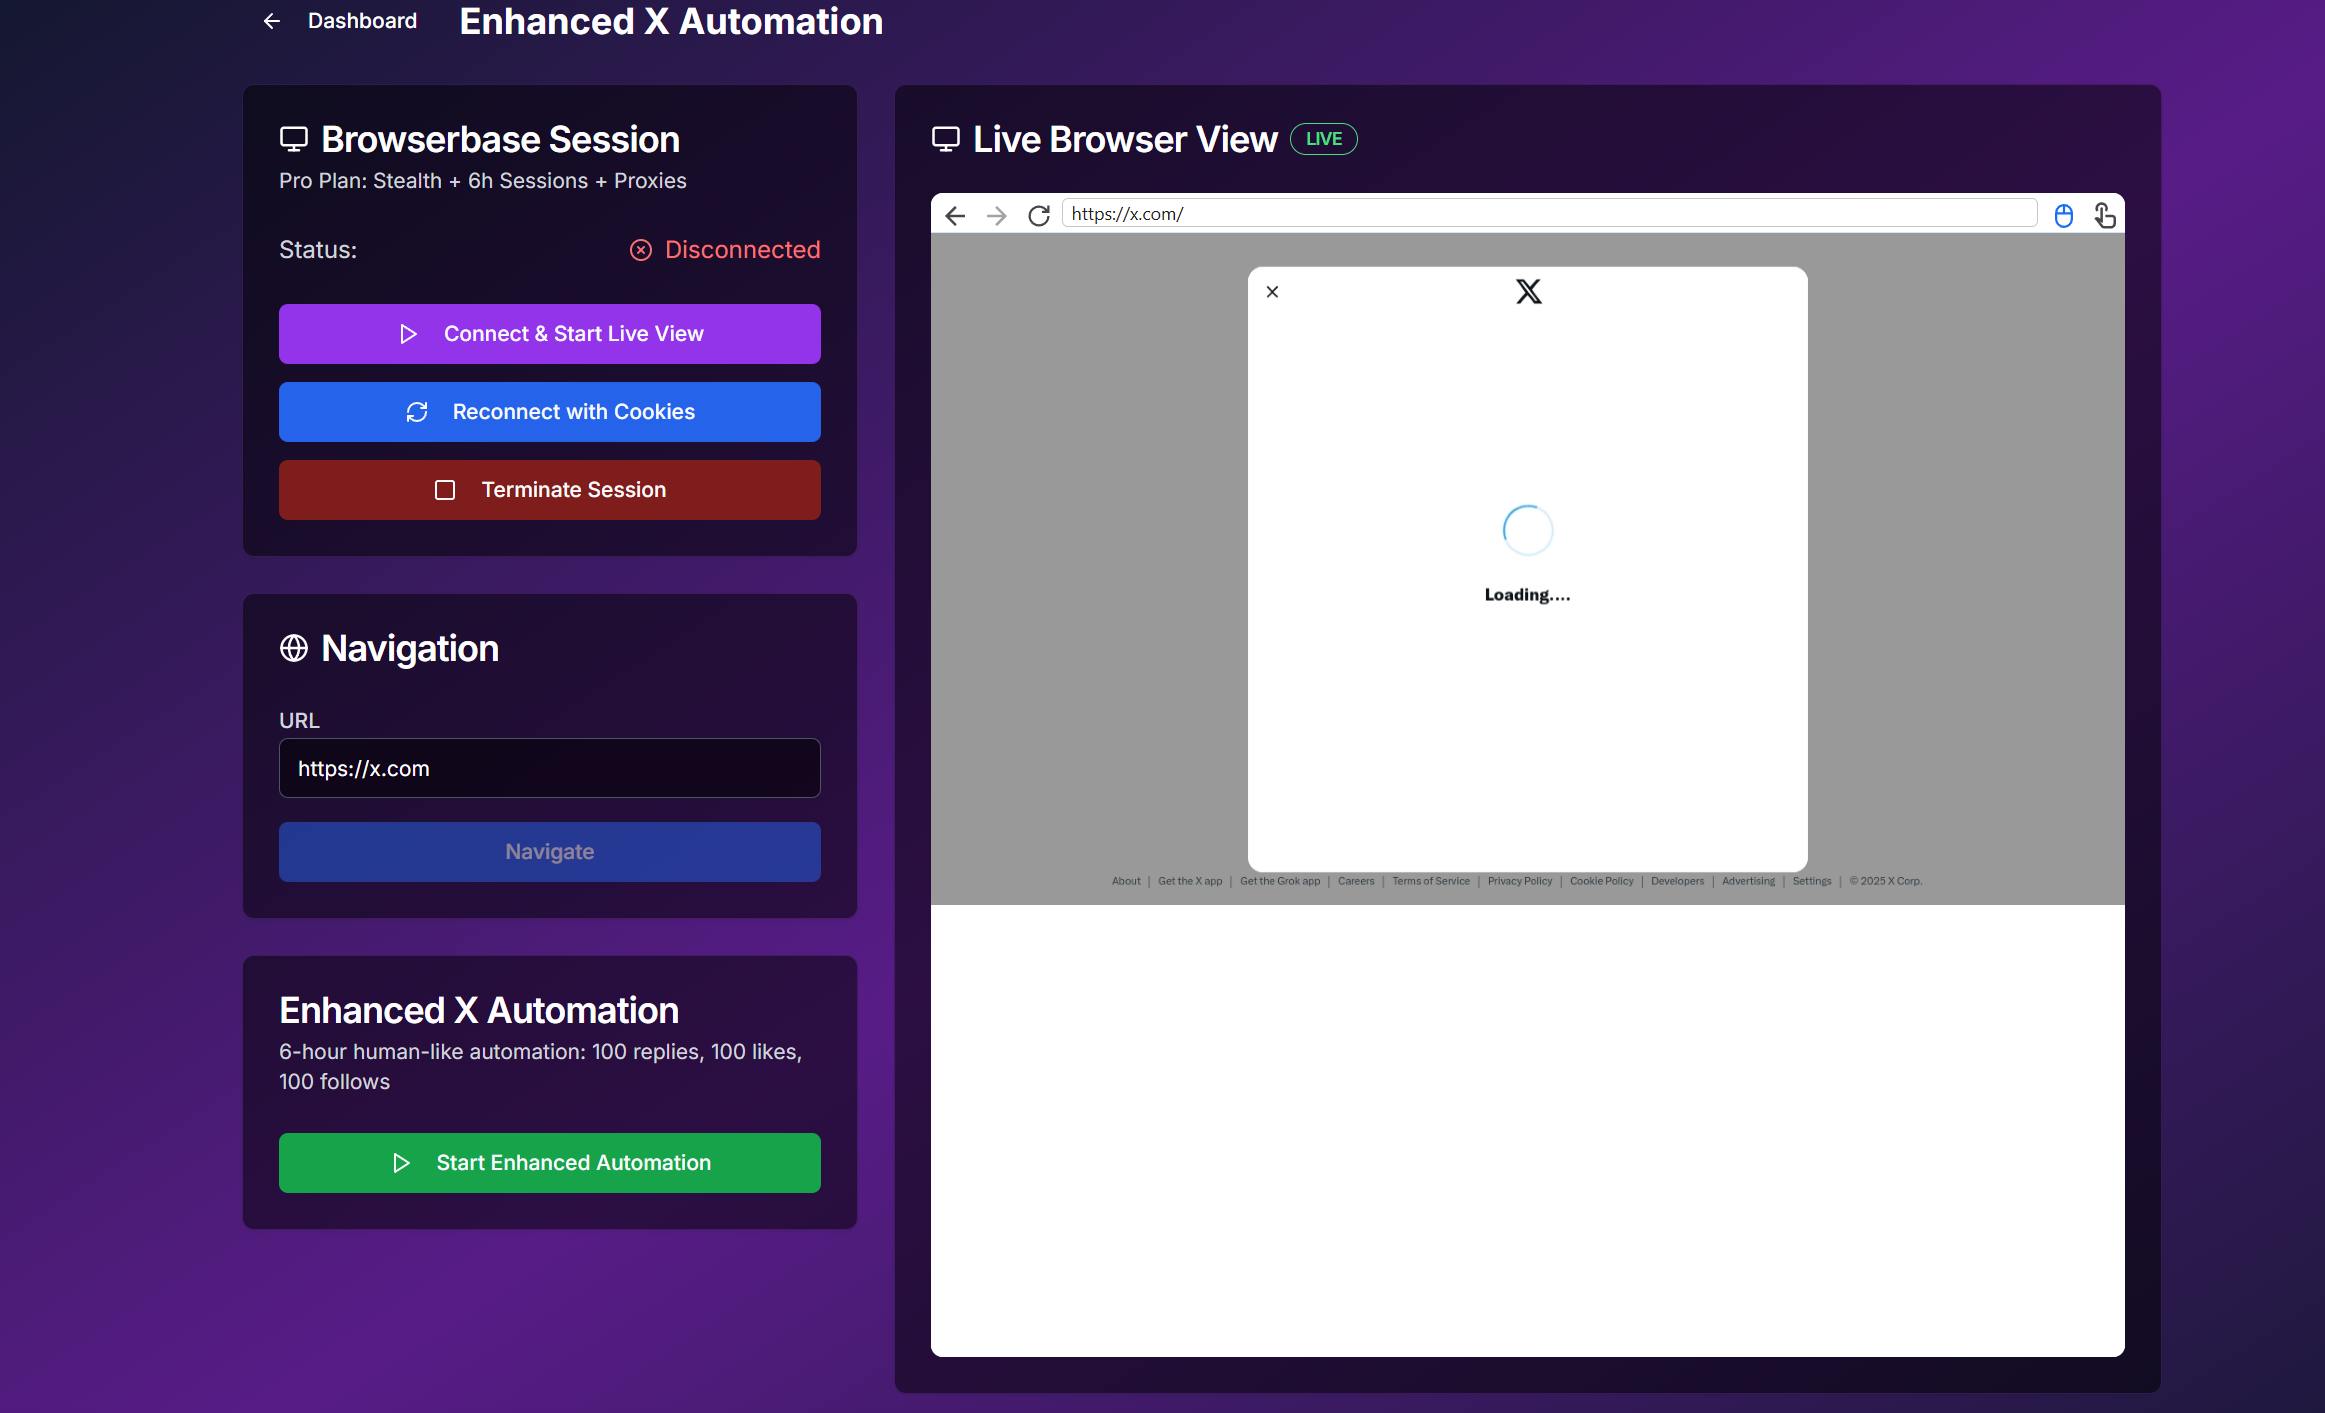 Dashboard
Enhanced X Automation
Browserbase Session
Pro Plan: Stealth + 6h Sessions + Proxies
Status:
Disconnected
Connect & Start Live View
Reconnect with Cookies
Terminate Session
Navigation
URL
https://x.com
Navigate
Enhanced X Automation
6-hour human-like automation: 100 replies, 100 likes,
100 follows
Start Enhanced Automation
Live Browser View
LIVE
https://x.com/
X
Loading....
About | Get the X app | Get the Grok app | Careers | Terms of Service | Privacy Policy | Cookie Policy | Developers | Advertising | Settings | © 2025 X Corp.